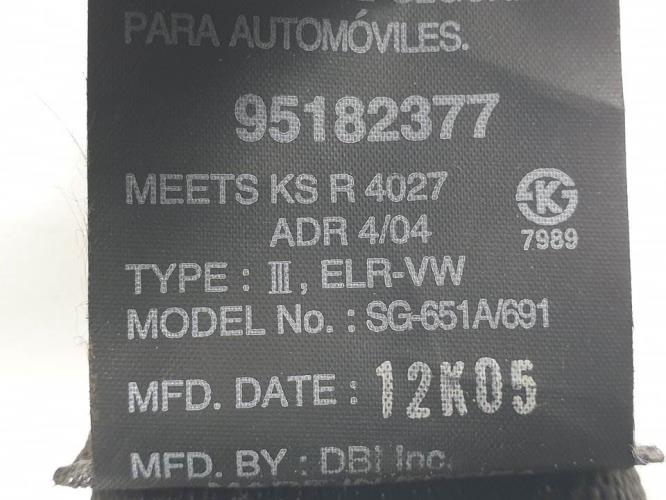 PARA AUTOMÓVILES.
95182377
MEETS KS R 4027
ADR 4/04
K
7989
TYPE : III, ELR-VW
MODEL No. : SG-651A/691
MFD. DATE : 12K05
MFD. BY : DBI Inc.